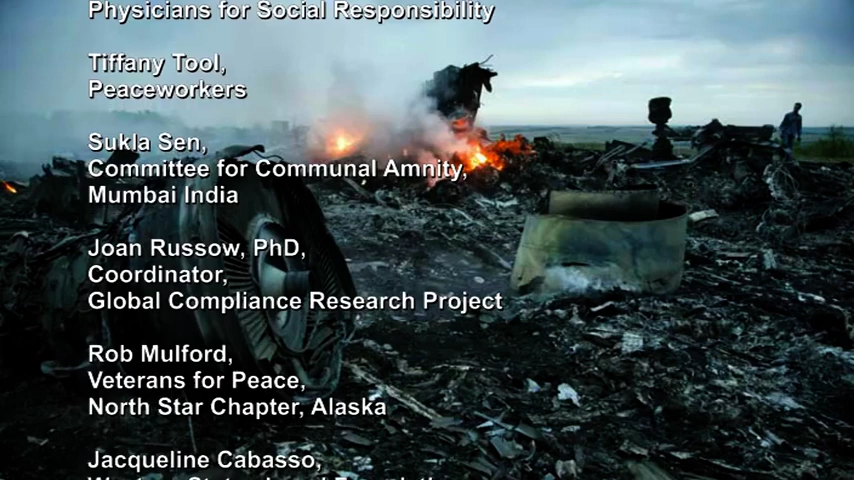 Physicians for Social Responsibility
Tiffany Tool,
Peaceworkers
Sukla Sen,
Committee for Communal Amnity,
Mumbai India
Joan Russow, PhD,
Coordinator,
Global Compliance Research Project
Rob Mulford,
Veterans for Peace,
North Star Chapter, Alaska
Jacqueline Cabasso,